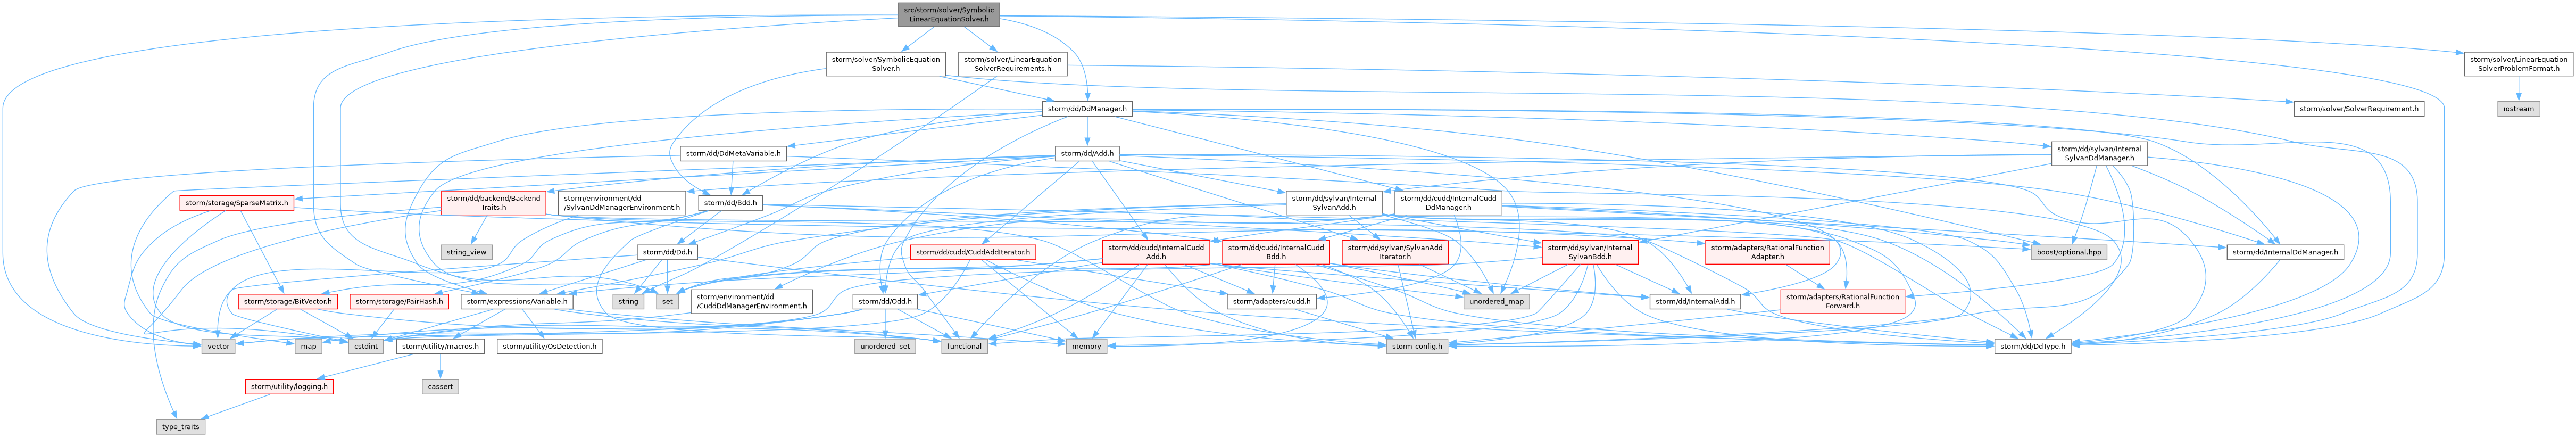 src/storm/solver/Symbolic
LinearEquationSolver.h
storm/solver/SymbolicEquation
Solver.h
storm/solver/LinearEquation
SolverRequirements.h
storm/solver/LinearEquation
SolverProblemFormat.h
storm/dd/DdManager.h
storm/solver/SolverRequirement.h
iostream
storm/dd/DdMetaVariable.h
storm/dd/Add.h
storm/dd/sylvan/Internal
SylvanDdManager.h
storm/storage/SparseMatrix.h
storm/dd/backend/Backend
Traits.h
storm/environment/dd
/SylvanDdManagerEnvironment.h
storm/dd/Bdd.h
storm/dd/sylvan/Internal
SylvanAdd.h
storm/dd/cudd/InternalCudd
DdManager.h
string_view
storm/dd/Dd.h
storm/dd/cudd/CuddAddIterator.h
storm/dd/cudd/InternalCudd
Add.h
storm/dd/cudd/InternalCudd
Bdd.h
storm/dd/sylvan/SylvanAdd
Iterator.h
storm/dd/sylvan/Internal
SylvanBdd.h
storm/adapters/RationalFunction
Adapter.h
boost/optional.hpp
storm/dd/InternalDdManager.h
storm/storage/BitVector.h
storm/storage/PairHash.h
storm/expressions/Variable.h
string
set
storm/environment/dd
/CuddDdManagerEnvironment.h
storm/dd/Odd.h
storm/adapters/cudd.h
unordered_map
storm/dd/InternalAdd.h
storm/adapters/RationalFunction
Forward.h
vector
map
cstdint
storm/utility/macros.h
storm/utility/OsDetection.h
unordered_set
functional
memory
storm-config.h
storm/dd/DdType.h
storm/utility/logging.h
cassert
type_traits